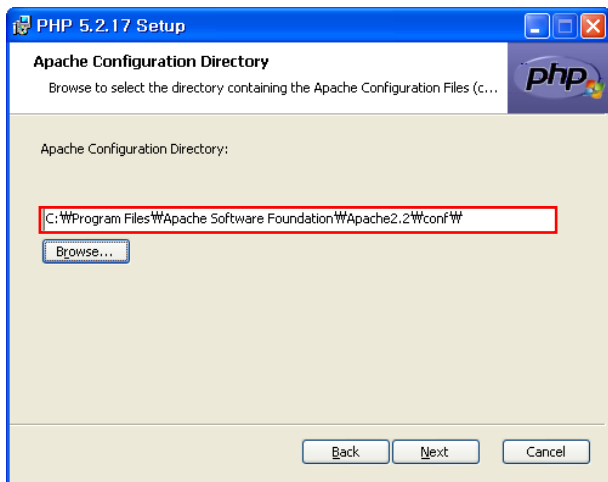 PHP 5.2.17 Setup
Apache Configuration Directory
Browse to select the directory containing the Apache Configuration Files (c...
php
Apache Configuration Directory:
C:₩Program Files₩Apache Software Foundation₩Apache2.2₩conf₩
Browse...
Back Next Cancel